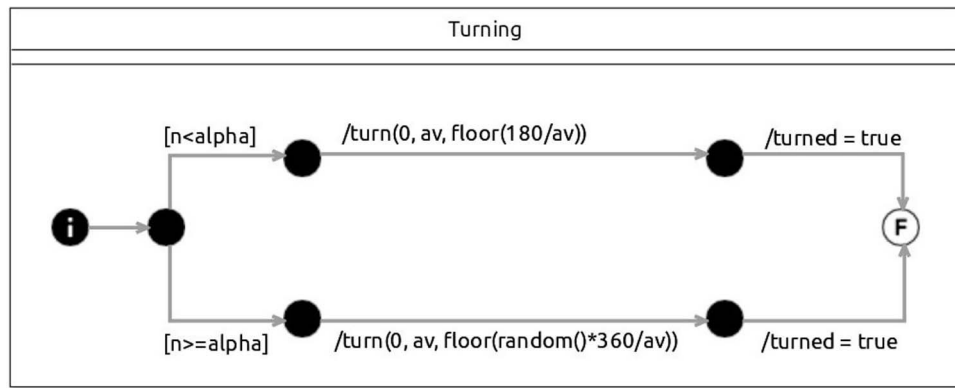 Turning
[n<alpha]
/turn(0, av, floor(180/av))
/turned = true
i
F
[n>=alpha]
/turn(0, av, floor(random()*360/av))
/turned = true